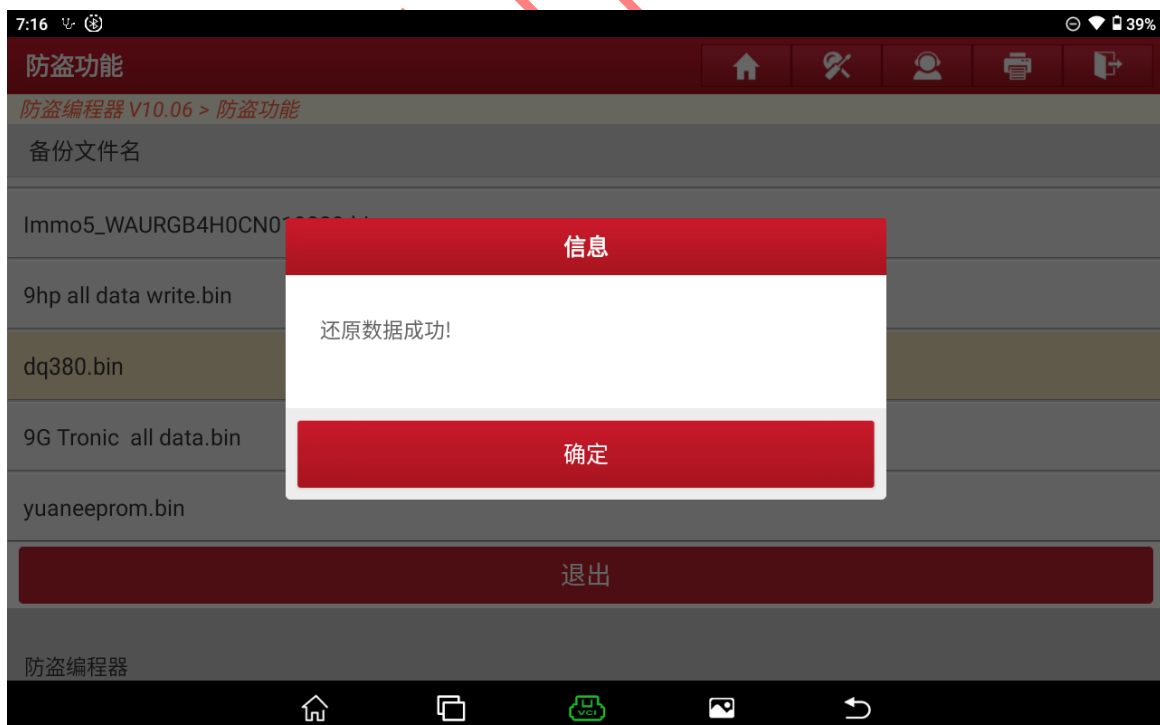 7:16
39%
防盗功能
防盗编程器 V10.06 > 防盗功能
备份文件名
9hp all data write.bin
信息
dq380.bin
还原数据成功!
9G Tronic all data.bin
确定
yuaneeprom.bin
退出
防盗编程器
VCI